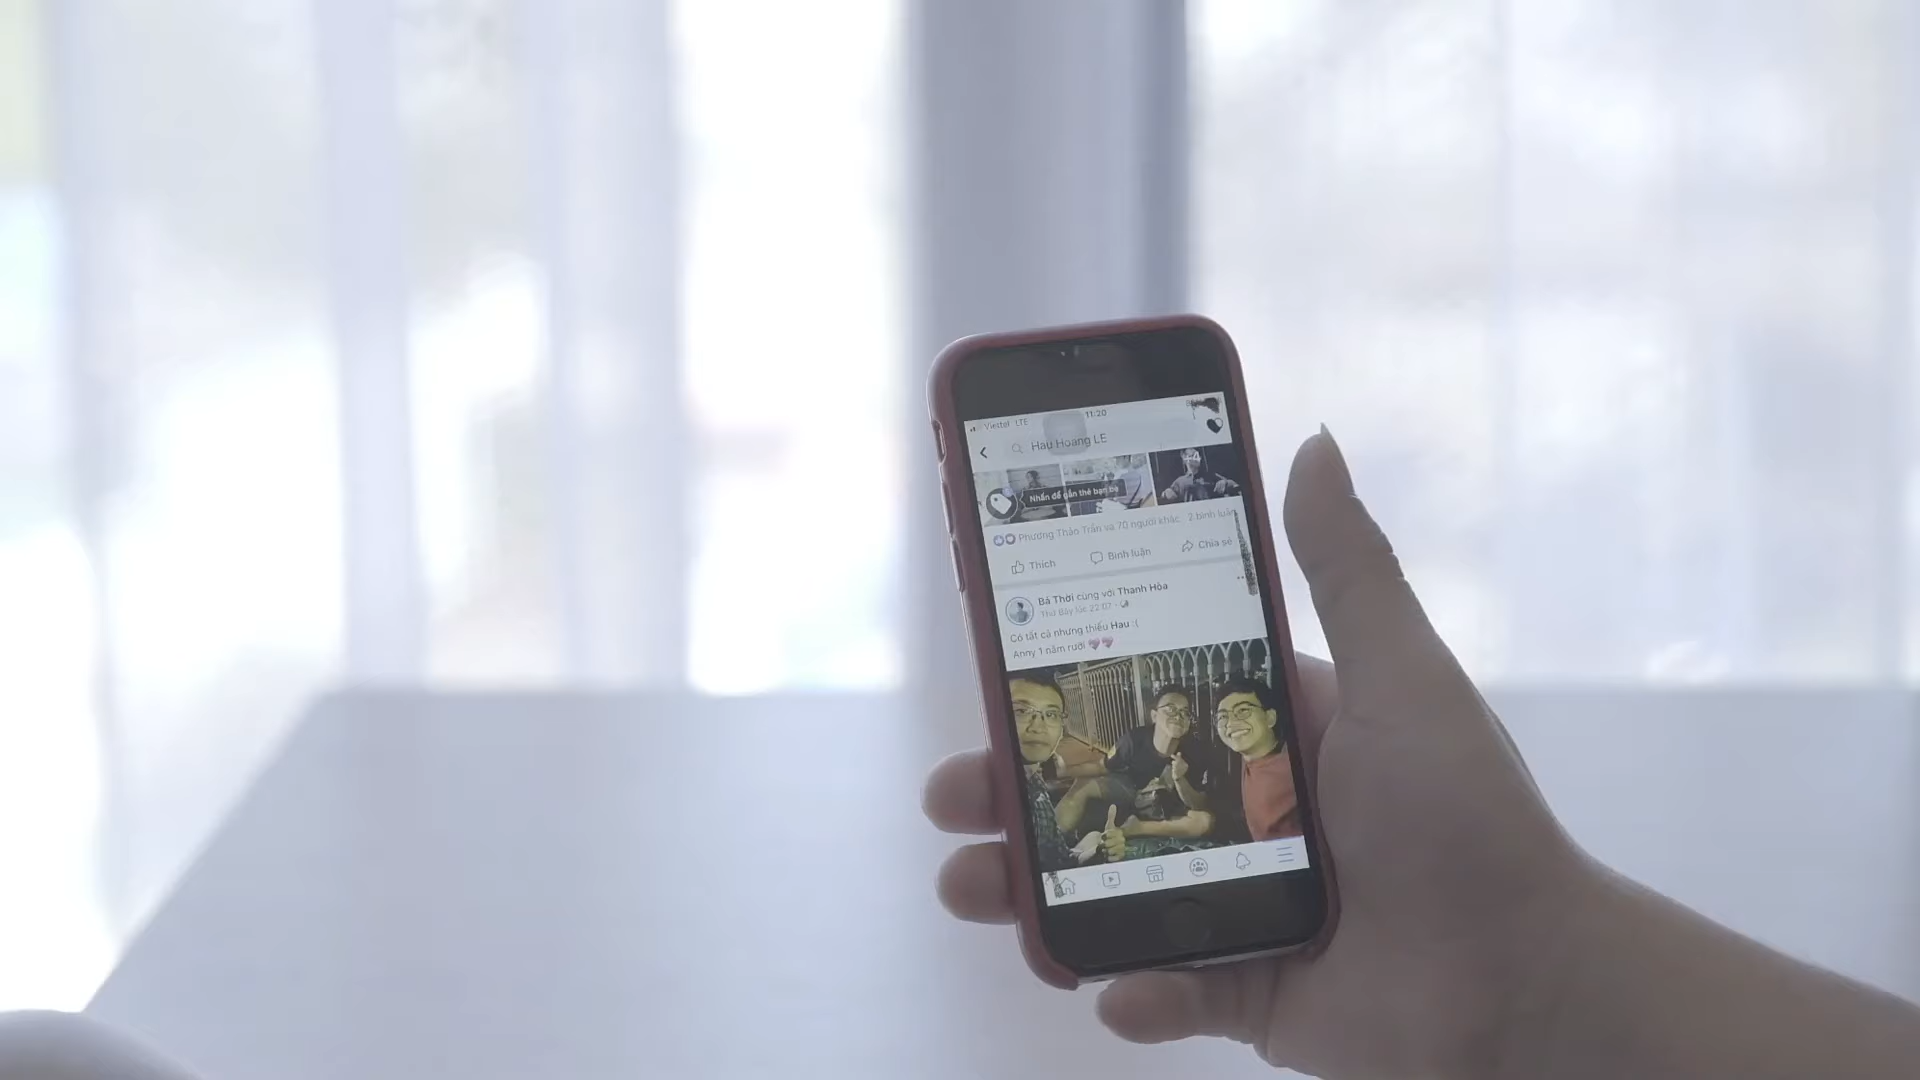 Viettel LTE 11:20
Hau Hoang LE
+4
Nhấn để gắn thẻ bạn bè
Phương Thảo Trần và 70 người khác 2 bình luận
Thích Bình luận Chia sẻ
Bá Thời cùng với Thanh Hòa
Thứ Bảy lúc 22:07
Có tất cả nhưng thiếu Hau :(
Anny 1 năm rưỡi